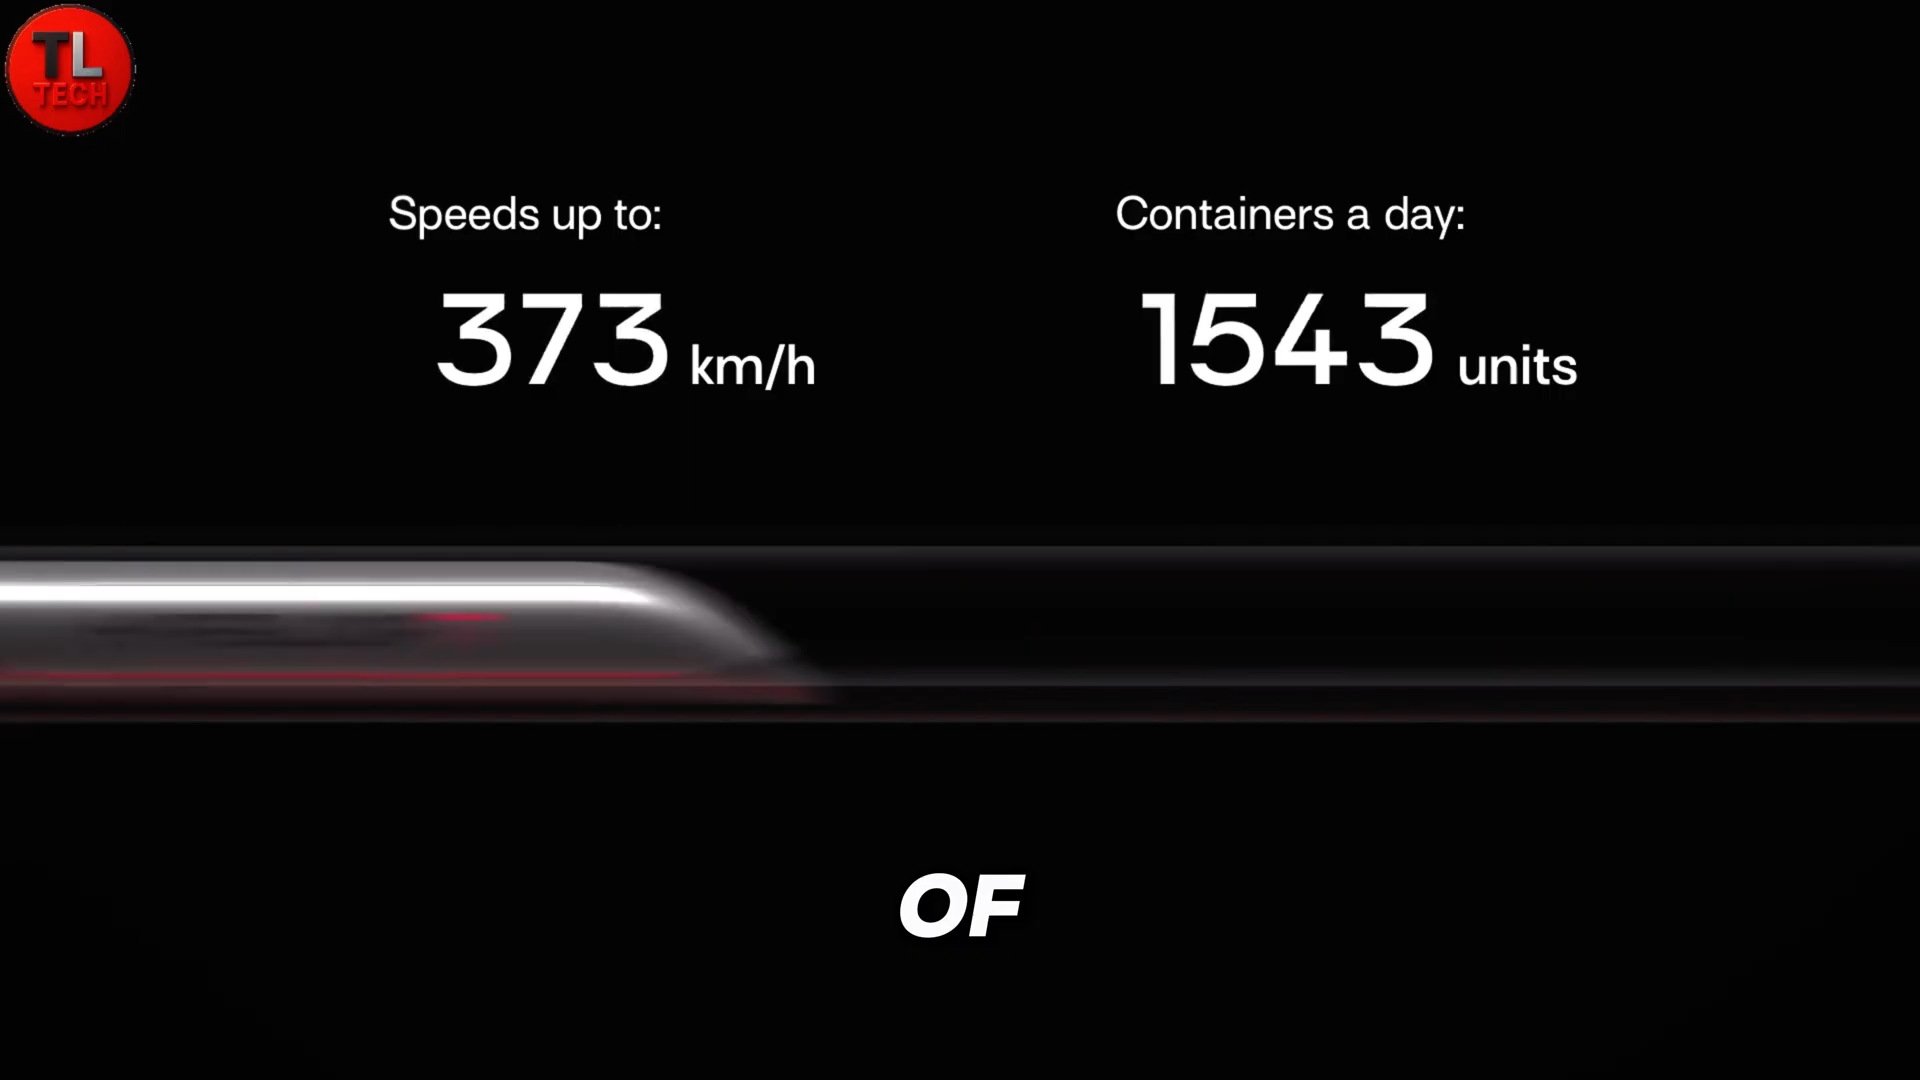 TL
TECH
Speeds up to:
373 km/h
Containers a day:
1543 units
OF